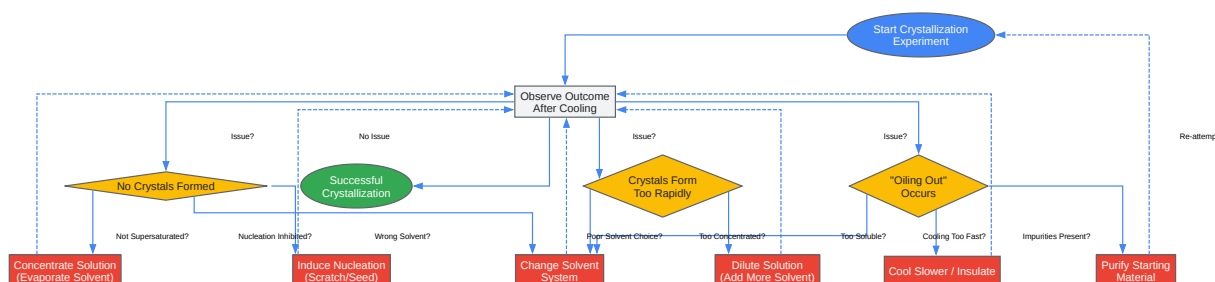 Start Crystallization
Experiment
Observe Outcome
After Cooling
Issue?
No Issue
Issue?
Issue?
Re-attemp
No Crystals Formed
Successful
Crystallization
Crystals Form
Too Rapidly
"Oiling Out"
Occurs
Not Supersaturated?
Nucleation Inhibited?
Wrong Solvent?
Poor Solvent Choice?
Too Concentrated?
Too Soluble?
Cooling Too Fast?
Impurities Present?
Concentrate Solution
(Evaporate Solvent)
Induce Nucleation
(Scratch/Seed)
Change Solvent
System
Dilute Solution
(Add More Solvent)
Cool Slower / Insulate
Purify Starting
Material